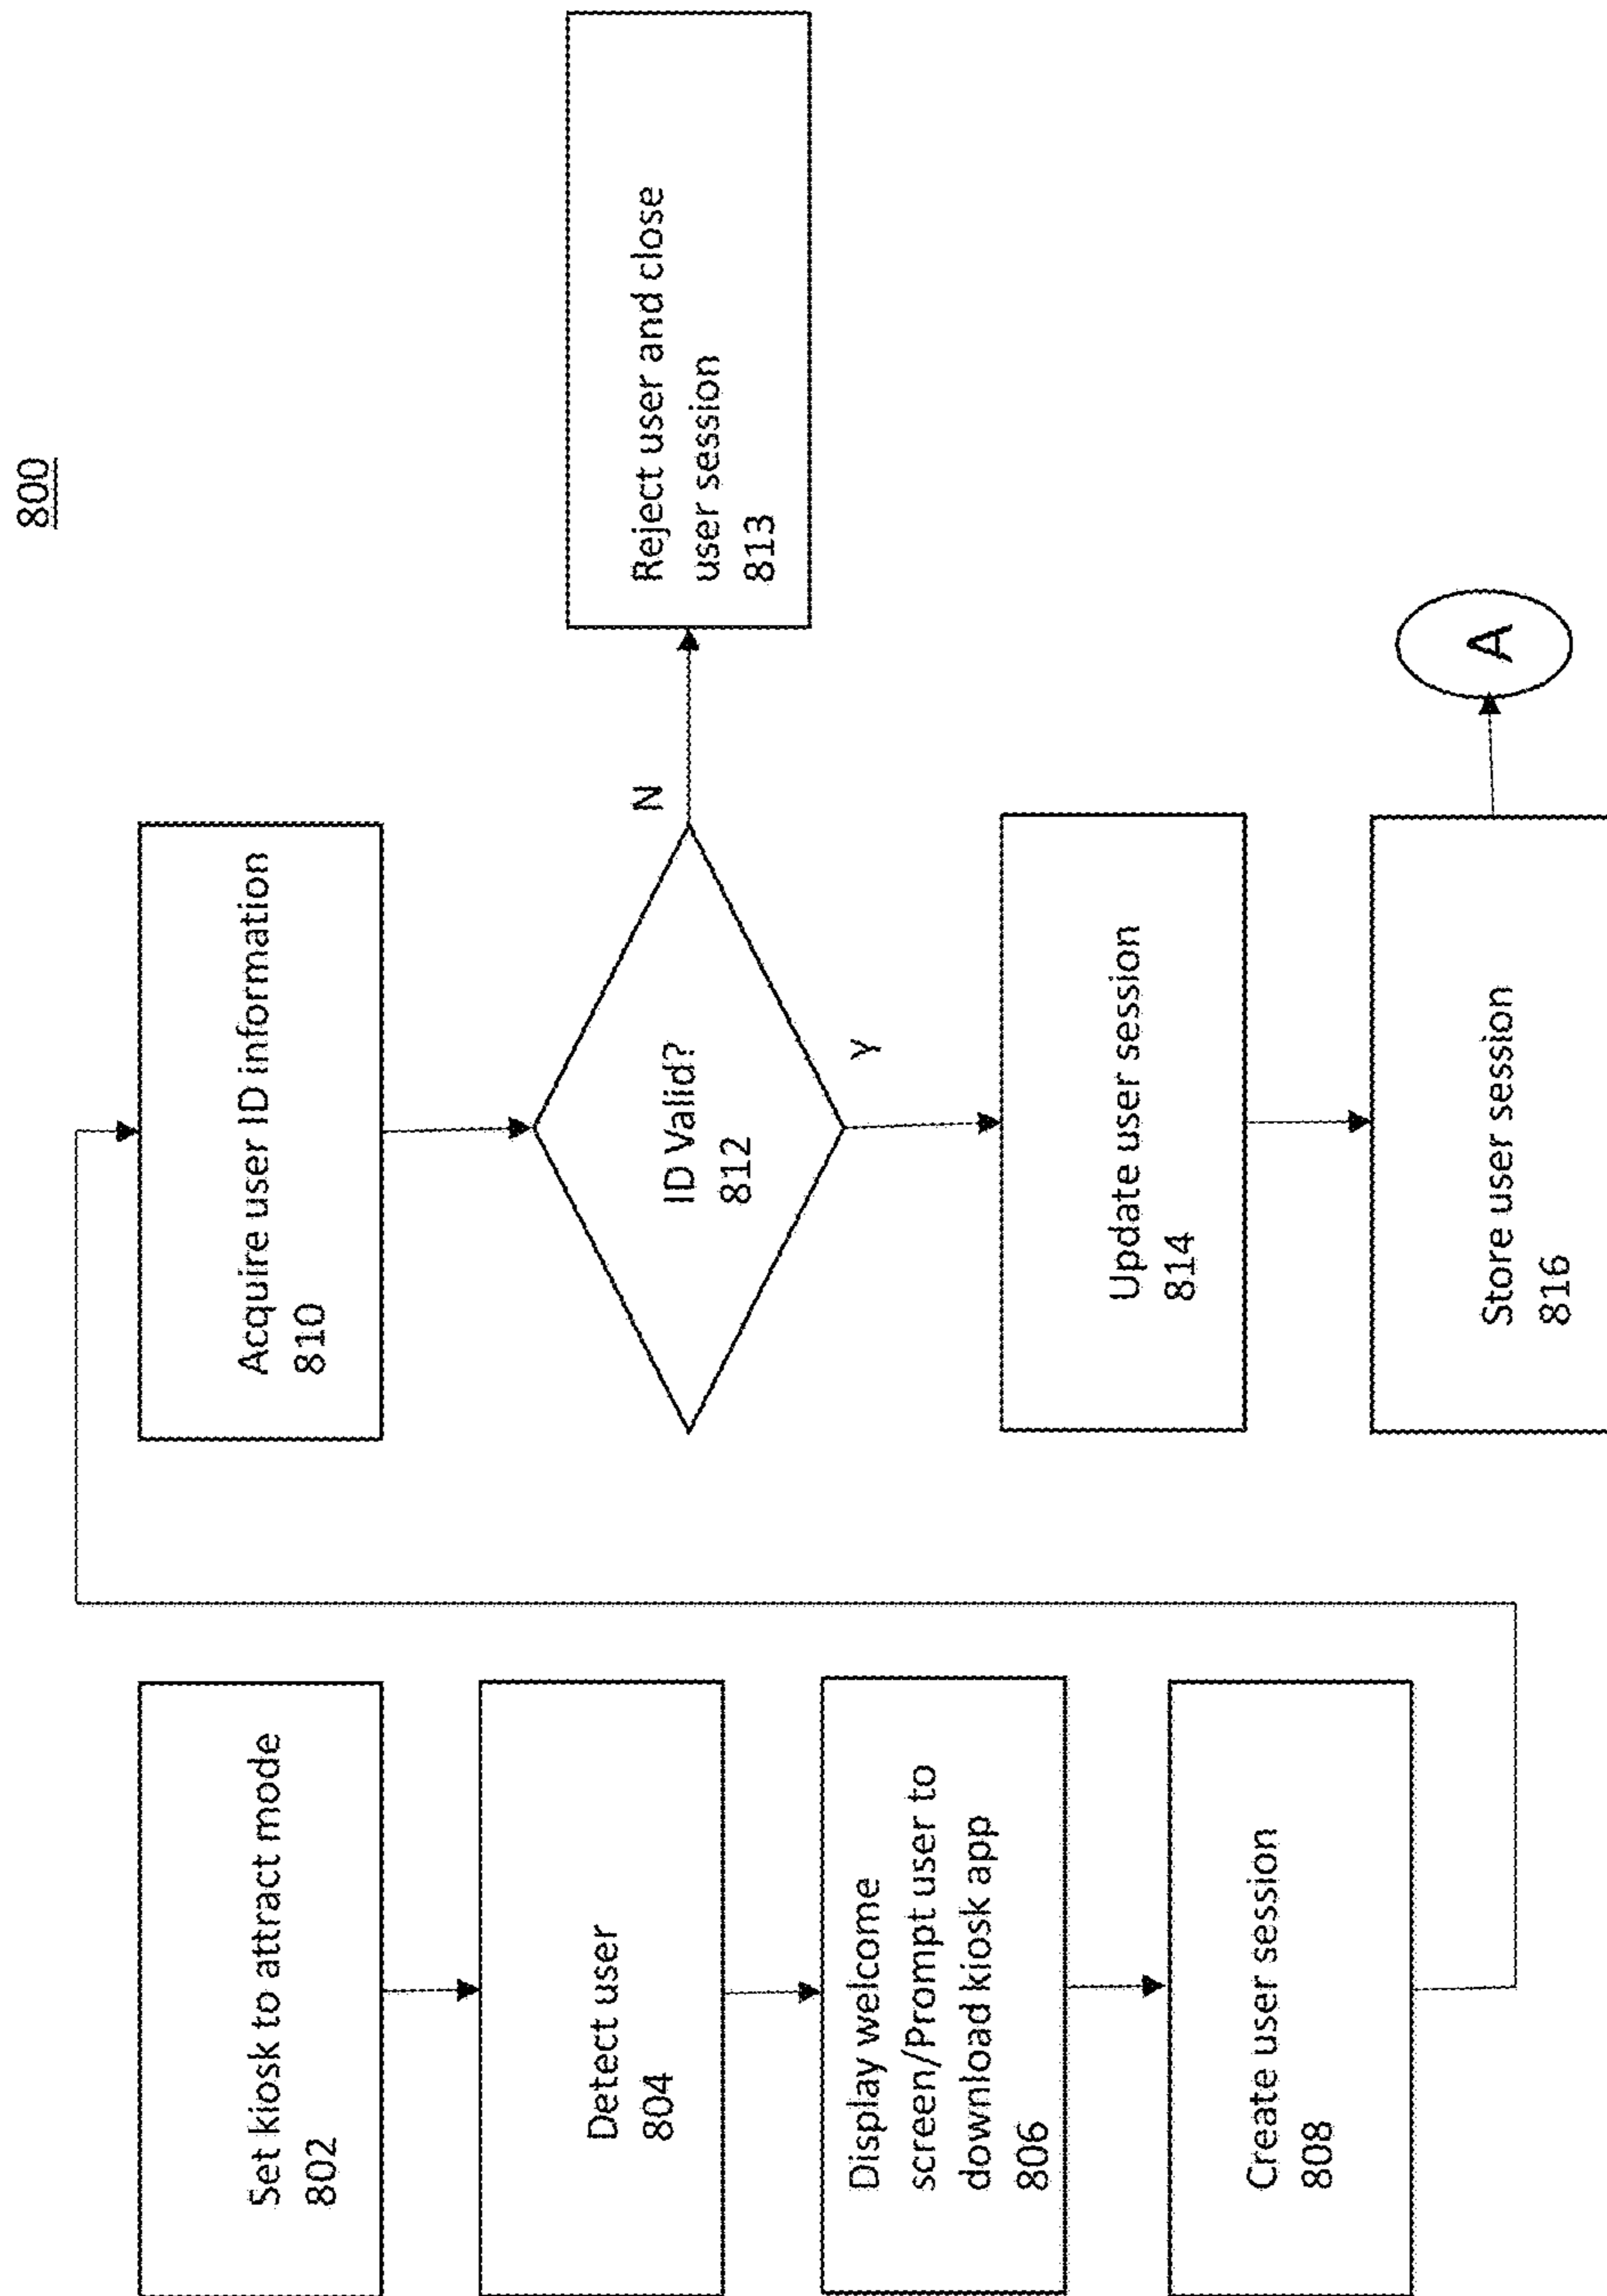 800
Set kiosk to attract mode
802
Detect user
804
Display welcome
screen/Prompt user to
download kiosk app
806
Create user session
808
Acquire user ID information
810
ID Valid?
812
N
Y
Reject user and close
user session
813
Update user session
814
Store user session
816
A